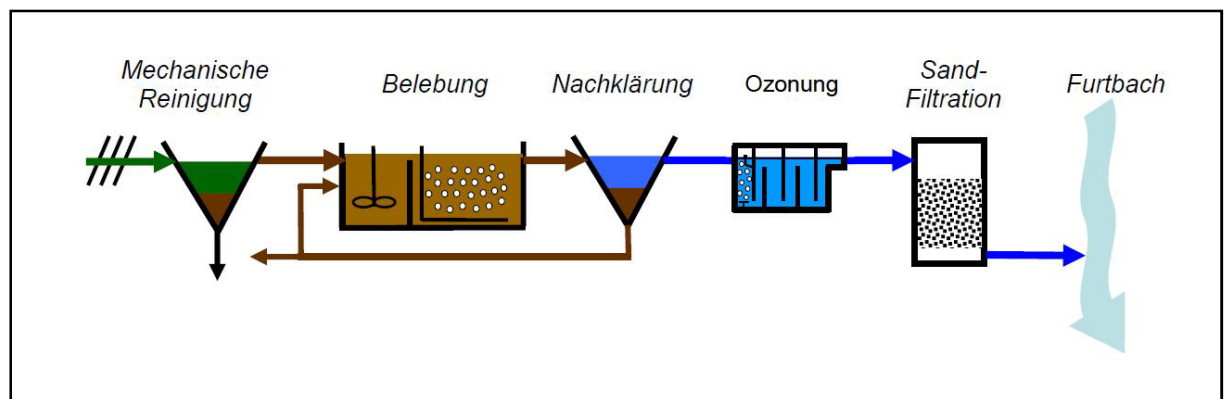 Mechanische
Reinigung
Belebung
Nachklärung
Ozonung
Sand-
Filtration
Furtbach